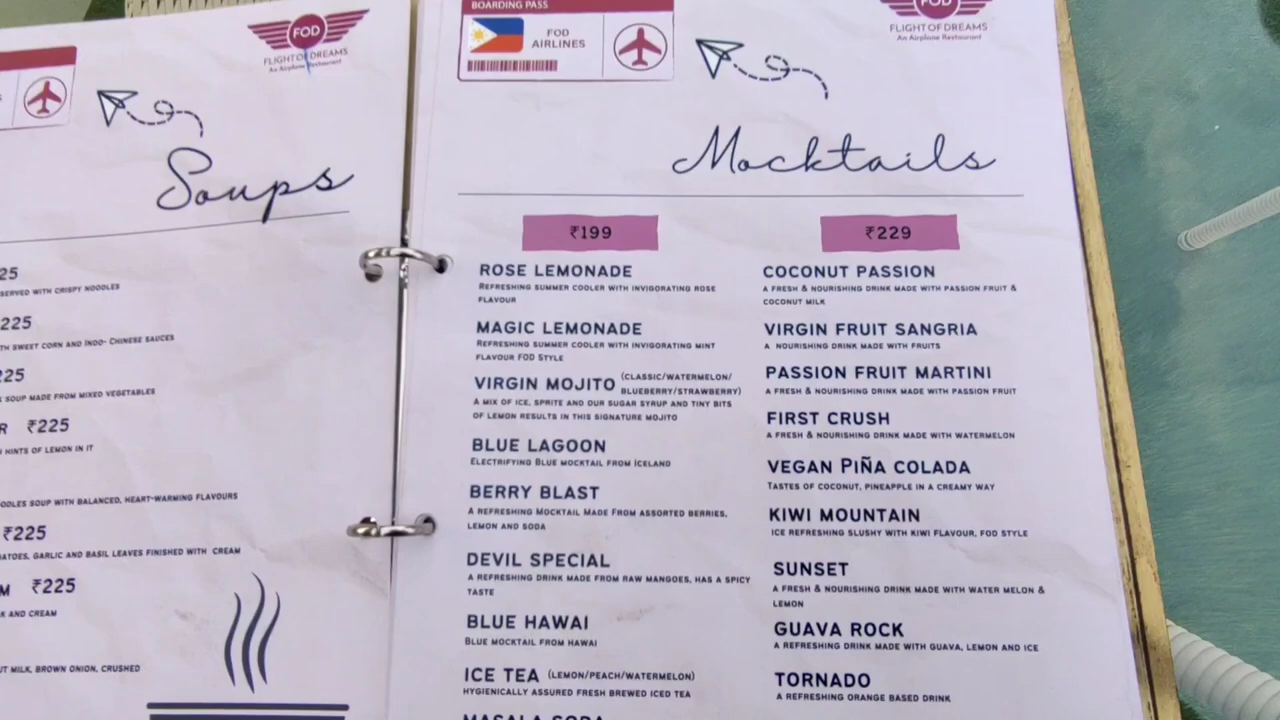 FOD
FLIGHT OF DREAMS
An Airplane Restaurant
Soups
25
SERVED WITH CRISPY NOODLES
225
TH SWEET CORN AND INDO- CHINESE SAUCES
25
SOUP MADE FROM MIXED VEGETABLES
R ₹225
HINTS OF LEMON IN IT
OODLES SOUP WITH BALANCED, HEART-WARMING FLAVOURS
₹225
ATOES, GARLIC AND BASIL LEAVES FINISHED WITH CREAM
M ₹225
K AND CREAM
UT MILK, BROWN ONION, CRUSHED
BOARDING PASS
FOD
AIRLINES
FOD
FLIGHT OF DREAMS
An Airplane Restaurant
Mocktails
₹199
ROSE LEMONADE
REFRESHING SUMMER COOLER WITH INVIGORATING ROSE
FLAVOUR
MAGIC LEMONADE
REFRESHING SUMMER COOLER WITH INVIGORATING MINT
FLAVOUR FOD STYLE
VIRGIN MOJITO (CLASSIC/WATERMELON/
BLUEBERRY/STRAWBERRY)
A MIX OF ICE, SPRITE AND OUR SUGAR SYRUP AND TINY BITS
OF LEMON RESULTS IN THIS SIGNATURE MOJITO
BLUE LAGOON
ELECTRIFYING BLUE MOCKTAIL FROM ICELAND
BERRY BLAST
A REFRESHING MOCKTAIL MADE FROM ASSORTED BERRIES,
LEMON AND SODA
DEVIL SPECIAL
A REFRESHING DRINK MADE FROM RAW MANGOES, HAS A SPICY
TASTE
BLUE HAWAI
BLUE MOCKTAIL FROM HAWAI
ICE TEA (LEMON/PEACH/WATERMELON)
HYGIENICALLY ASSURED FRESH BREWED ICED TEA
MASALA SODA
₹229
COCONUT PASSION
A FRESH & NOURISHING DRINK MADE WITH PASSION FRUIT &
COCONUT MILK
VIRGIN FRUIT SANGRIA
A NOURISHING DRINK MADE WITH FRUITS
PASSION FRUIT MARTINI
A FRESH & NOURISHING DRINK MADE WITH PASSION FRUIT
FIRST CRUSH
A FRESH & NOURISHING DRINK MADE WITH WATERMELON
VEGAN PIÑA COLADA
TASTES OF COCONUT, PINEAPPLE IN A CREAMY WAY
KIWI MOUNTAIN
ICE REFRESHING SLUSHY WITH KIWI FLAVOUR, FOD STYLE
SUNSET
A FRESH & NOURISHING DRINK MADE WITH WATER MELON &
LEMON
GUAVA ROCK
A REFRESHING DRINK MADE WITH GUAVA, LEMON AND ICE
TORNADO
A REFRESHING ORANGE BASED DRINK